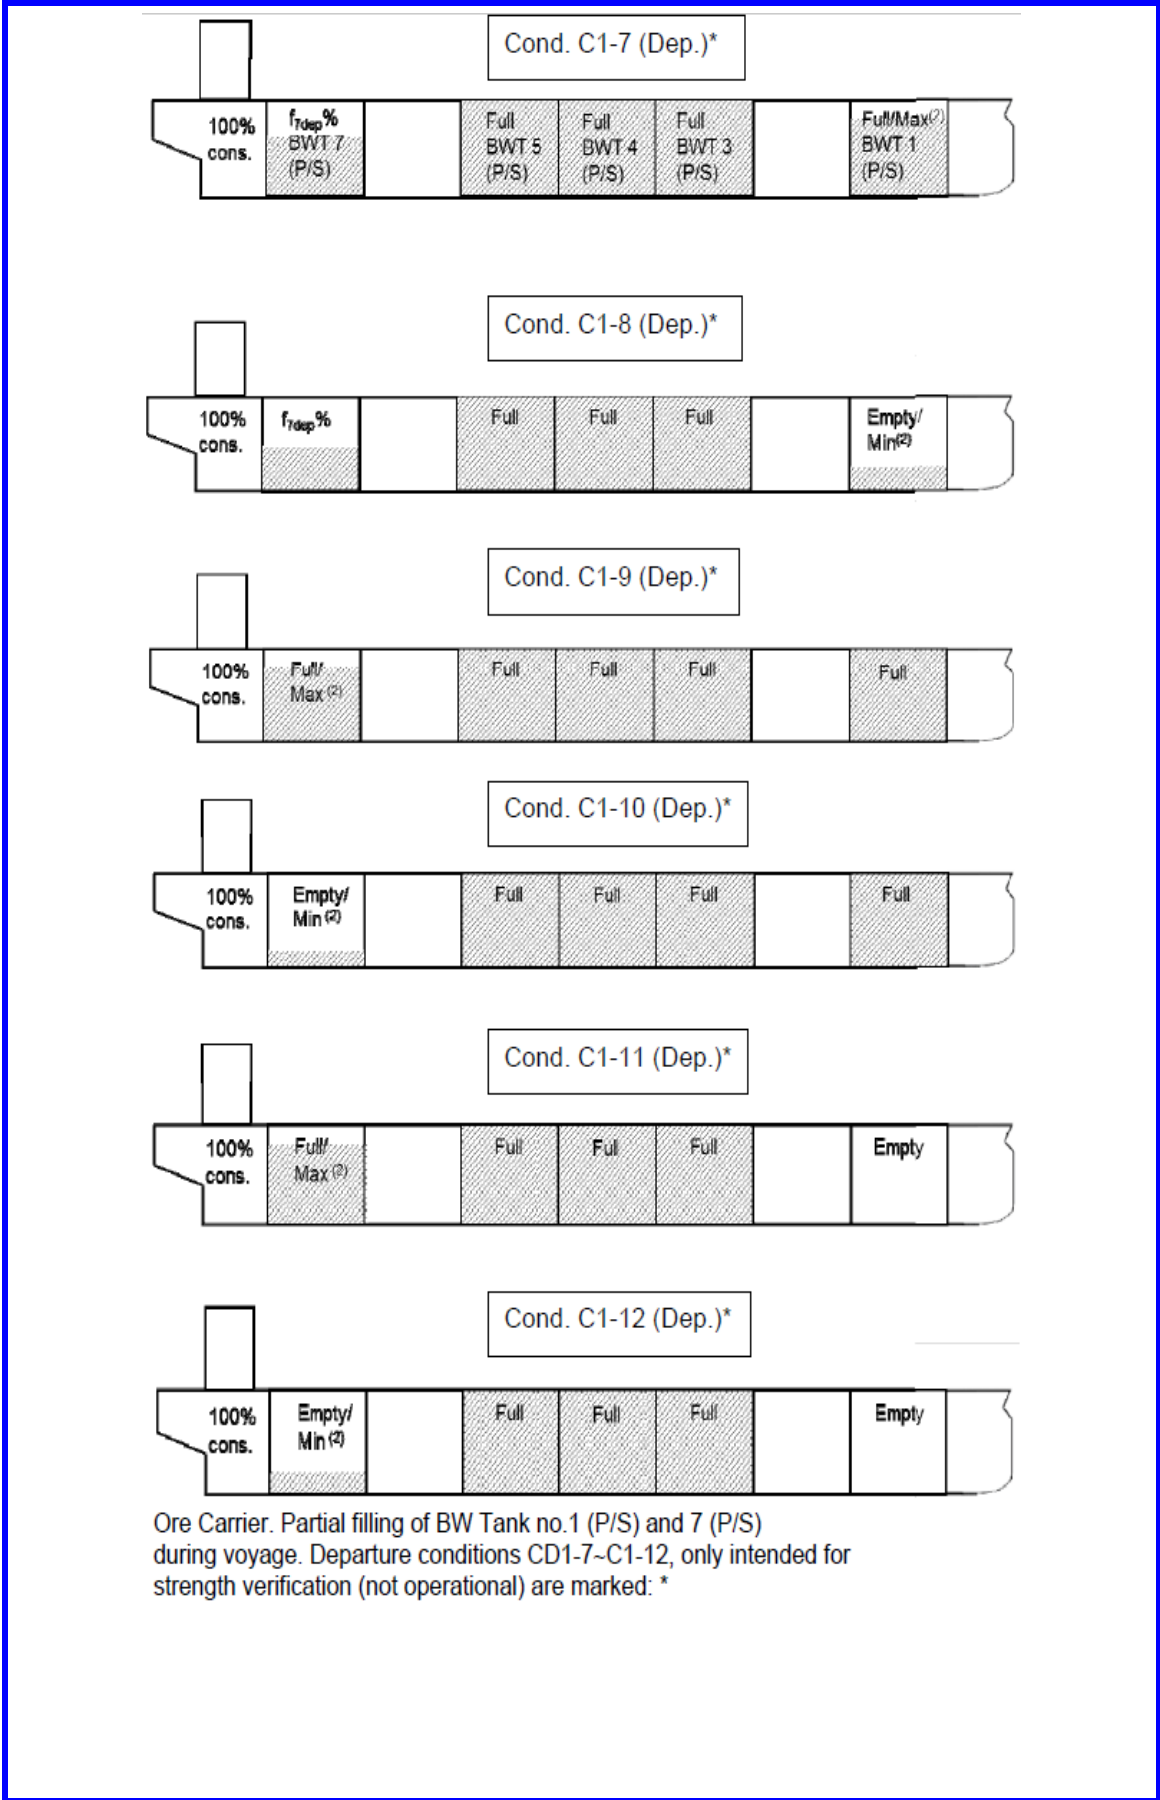 Cond. C1-7 (Dep.)*
100%
cons.
f7dep%
BWT 7
(P/S)
Full
BWT 5
(P/S)
Full
BWT 4
(P/S)
Full
BWT 3
(P/S)
Full/Max(2)
BWT 1
(P/S)
Cond. C1-8 (Dep.)*
100%
cons.
f7dep%
Full
Full
Full
Empty/
Min(2)
Cond. C1-9 (Dep.)*
100%
cons.
Full/
Max (2)
Full
Full
Full
Full
Cond. C1-10 (Dep.)*
100%
cons.
Empty/
Min (2)
Full
Full
Full
Full
Cond. C1-11 (Dep.)*
100%
cons.
Full/
Max (2)
Full
Full
Full
Empty
Cond. C1-12 (Dep.)*
100%
cons.
Empty/
Min (2)
Full
Full
Full
Empty
Ore Carrier. Partial filling of BW Tank no.1 (P/S) and 7 (P/S)
during voyage. Departure conditions CD1-7~C1-12, only intended for
strength verification (not operational) are marked: *